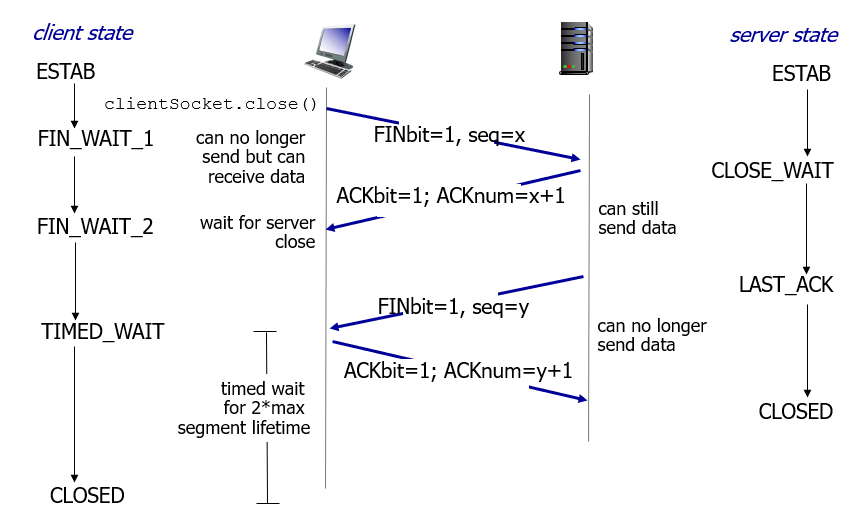 client state
server state
ESTAB
ESTAB
clientSocket.close()
FINbit=1, seq=x
FIN_WAIT_1
can no longer
send but can
receive data
CLOSE_WAIT
ACKbit=1; ACKnum=x+1
can still
send data
FIN_WAIT_2
wait for server
close
LAST_ACK
FINbit=1, seq=y
can no longer
send data
TIMED_WAIT
ACKbit=1; ACKnum=y+1
timed wait
for 2*max
segment lifetime
CLOSED
CLOSED